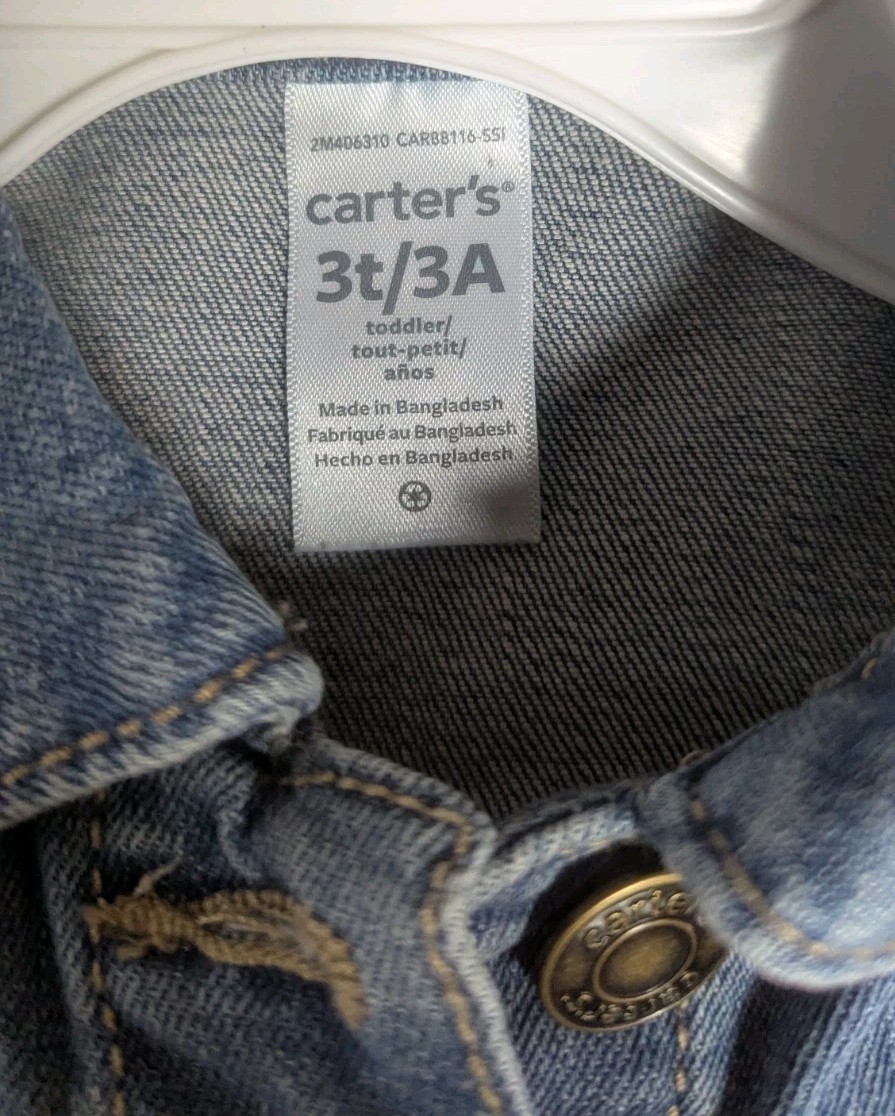 2M406310 CAR88116-SSI
carter's®
3t/3A
toddler/
tout-petit/
años
Made in Bangladesh
Fabriqué au Bangladesh
Hecho en Bangladesh
carter's